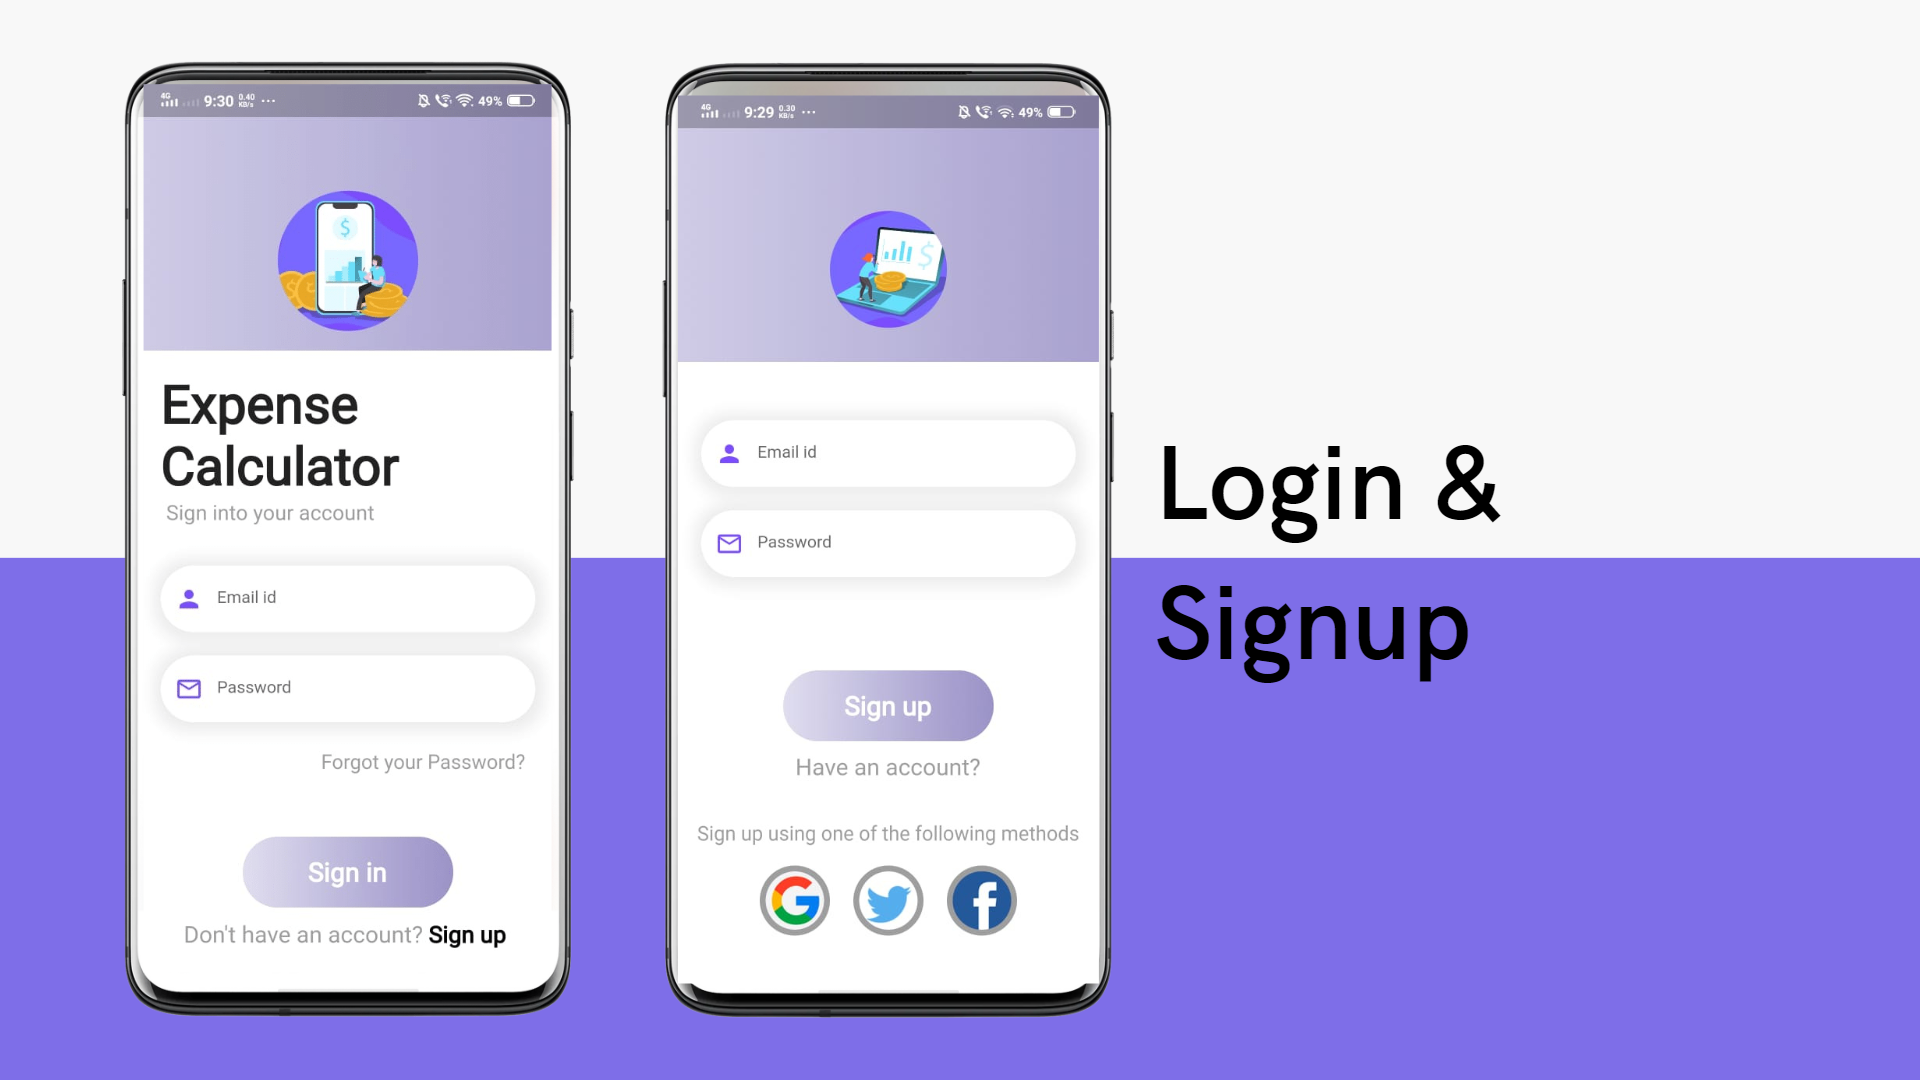 4G 9:30 0.40 KB/s ... 49%
$
Expense
Calculator
Sign into your account
Email id
Password
Forgot your Password?
Sign in
Don't have an account? Sign up
4G 9:29 0.30 KB/s ... 49%
$
Email id
Password
Sign up
Have an account?
Sign up using one of the following methods
G
f
Login &
Signup